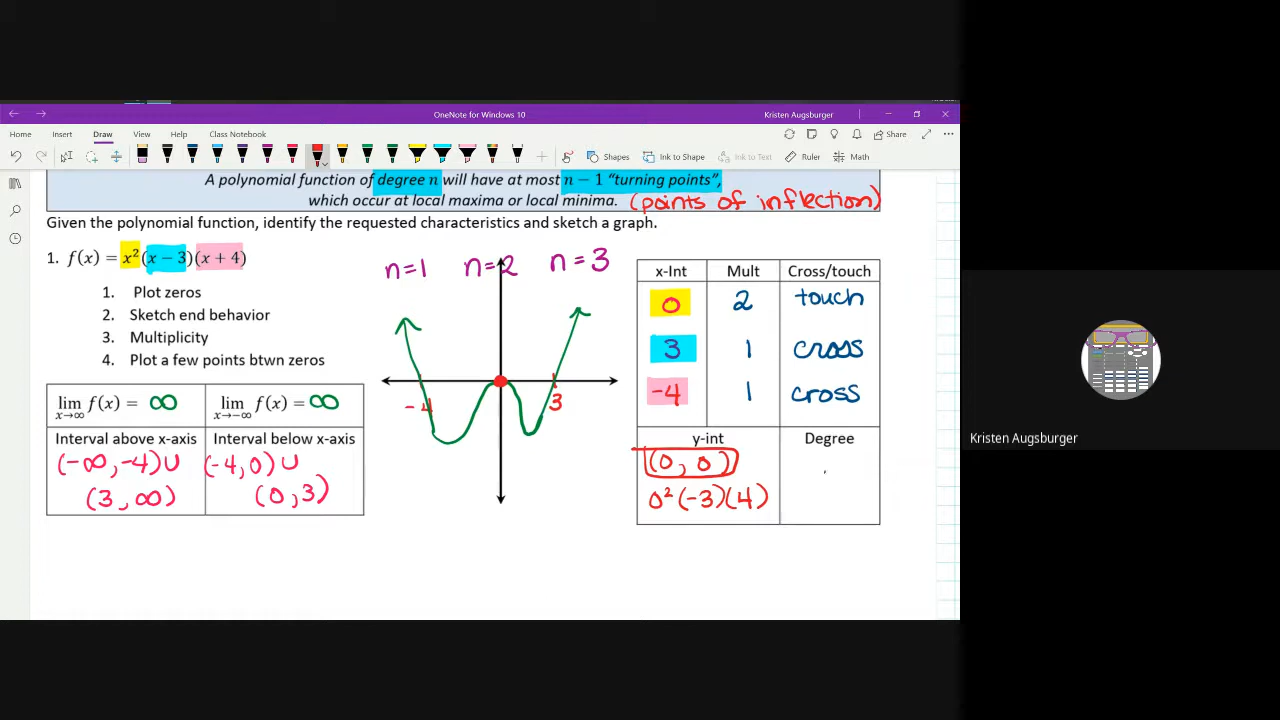 OneNote for Windows 10
Kristen Augsburger
Home Insert Draw View Help Class Notebook
Share
Shapes Ink to Shape Ink to Text Ruler Math
A polynomial function of degree n will have at most n − 1 "turning points",
which occur at local maxima or local minima. (points of inflection)
Given the polynomial function, identify the requested characteristics and sketch a graph.
1. f(x) = x²(x − 3)(x + 4)
1. Plot zeros
2. Sketch end behavior
3. Multiplicity
4. Plot a few points btwn zeros
lim x→∞ f(x) = ∞ lim x→−∞ f(x) = ∞
Interval above x-axis Interval below x-axis
(-∞, -4) ∪ (-4, 0) ∪
(3, ∞) (0, 3)
n=1 n=2 n=3
-4 3
x-Int Mult Cross/touch
0 2 touch
3 1 cross
-4 1 cross
y-int Degree
(0, 0)
0²(-3)(4)
Kristen Augsburger